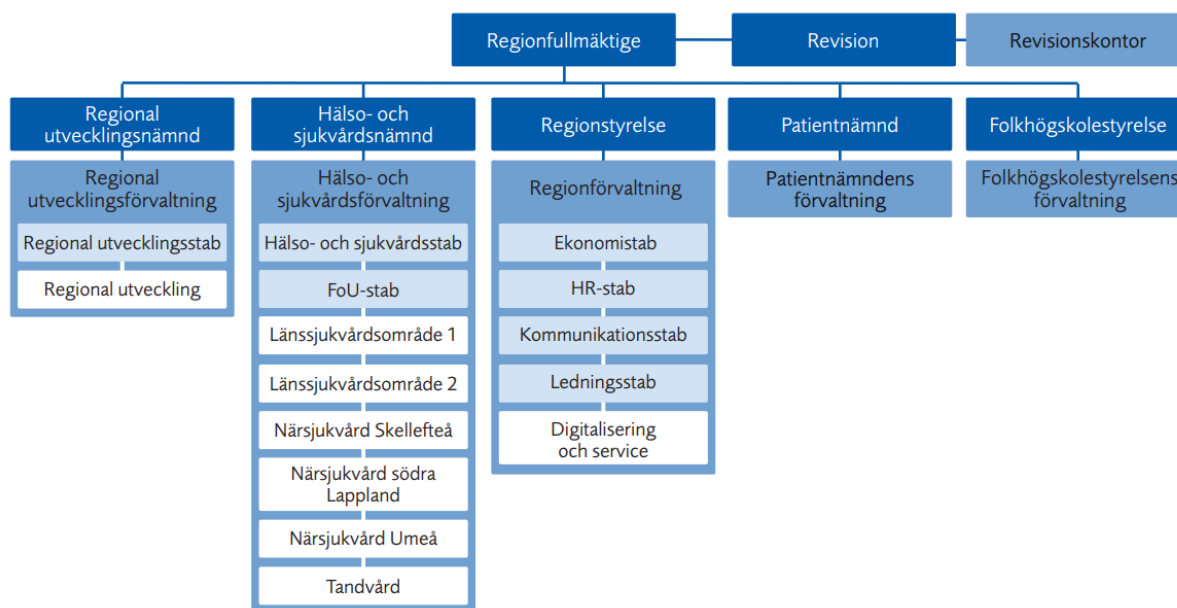 Regionfullmäktige
Revision
Revisionskontor
Regional
utvecklingsnämnd
Hälso- och
sjukvårdsnämnd
Regionstyrelse
Patientnämnd
Folkhögskolestyrelse
Regional
utvecklingsförvaltning
Regional utvecklingsstab
Regional utveckling
Hälso- och
sjukvårdsförvaltning
Hälso- och sjukvårdsstab
FoU-stab
Länssjukvårdsområde 1
Länssjukvårdsområde 2
Närsjukvård Skellefteå
Närsjukvård södra
Lappland
Närsjukvård Umeå
Tandvård
Regionförvaltning
Ekonomistab
HR-stab
Kommunikationsstab
Ledningsstab
Digitalisering
och service
Patientnämndens
förvaltning
Folkhögskolestyrelsens
förvaltning